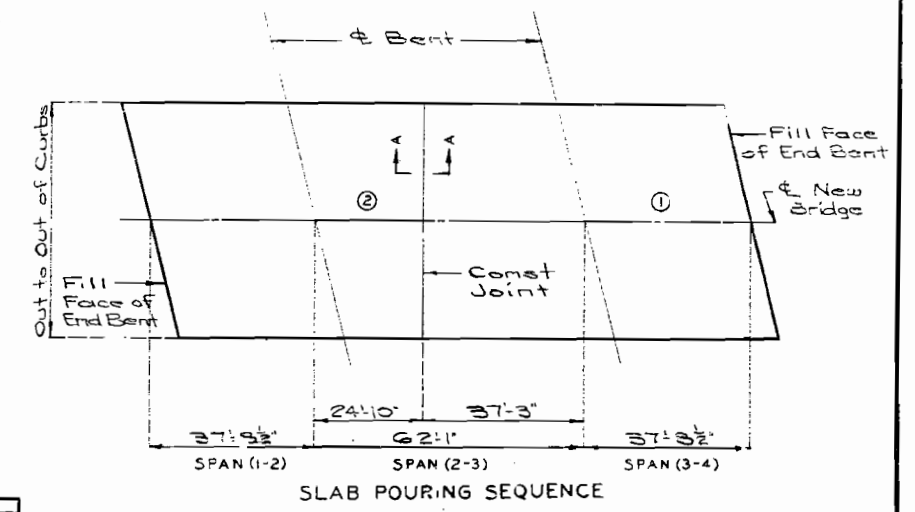 ℄ Bent
Out to Out of Curbs
Fill Face
of End Bent
A A
② ①
℄ New
Bridge
Fill
Face of
End Bent
Const
Joint
24'-10" 37'-3"
37'-8½" 62'-1" 37'-8½"
SPAN (1-2) SPAN (2-3) SPAN (3-4)
SLAB POURING SEQUENCE